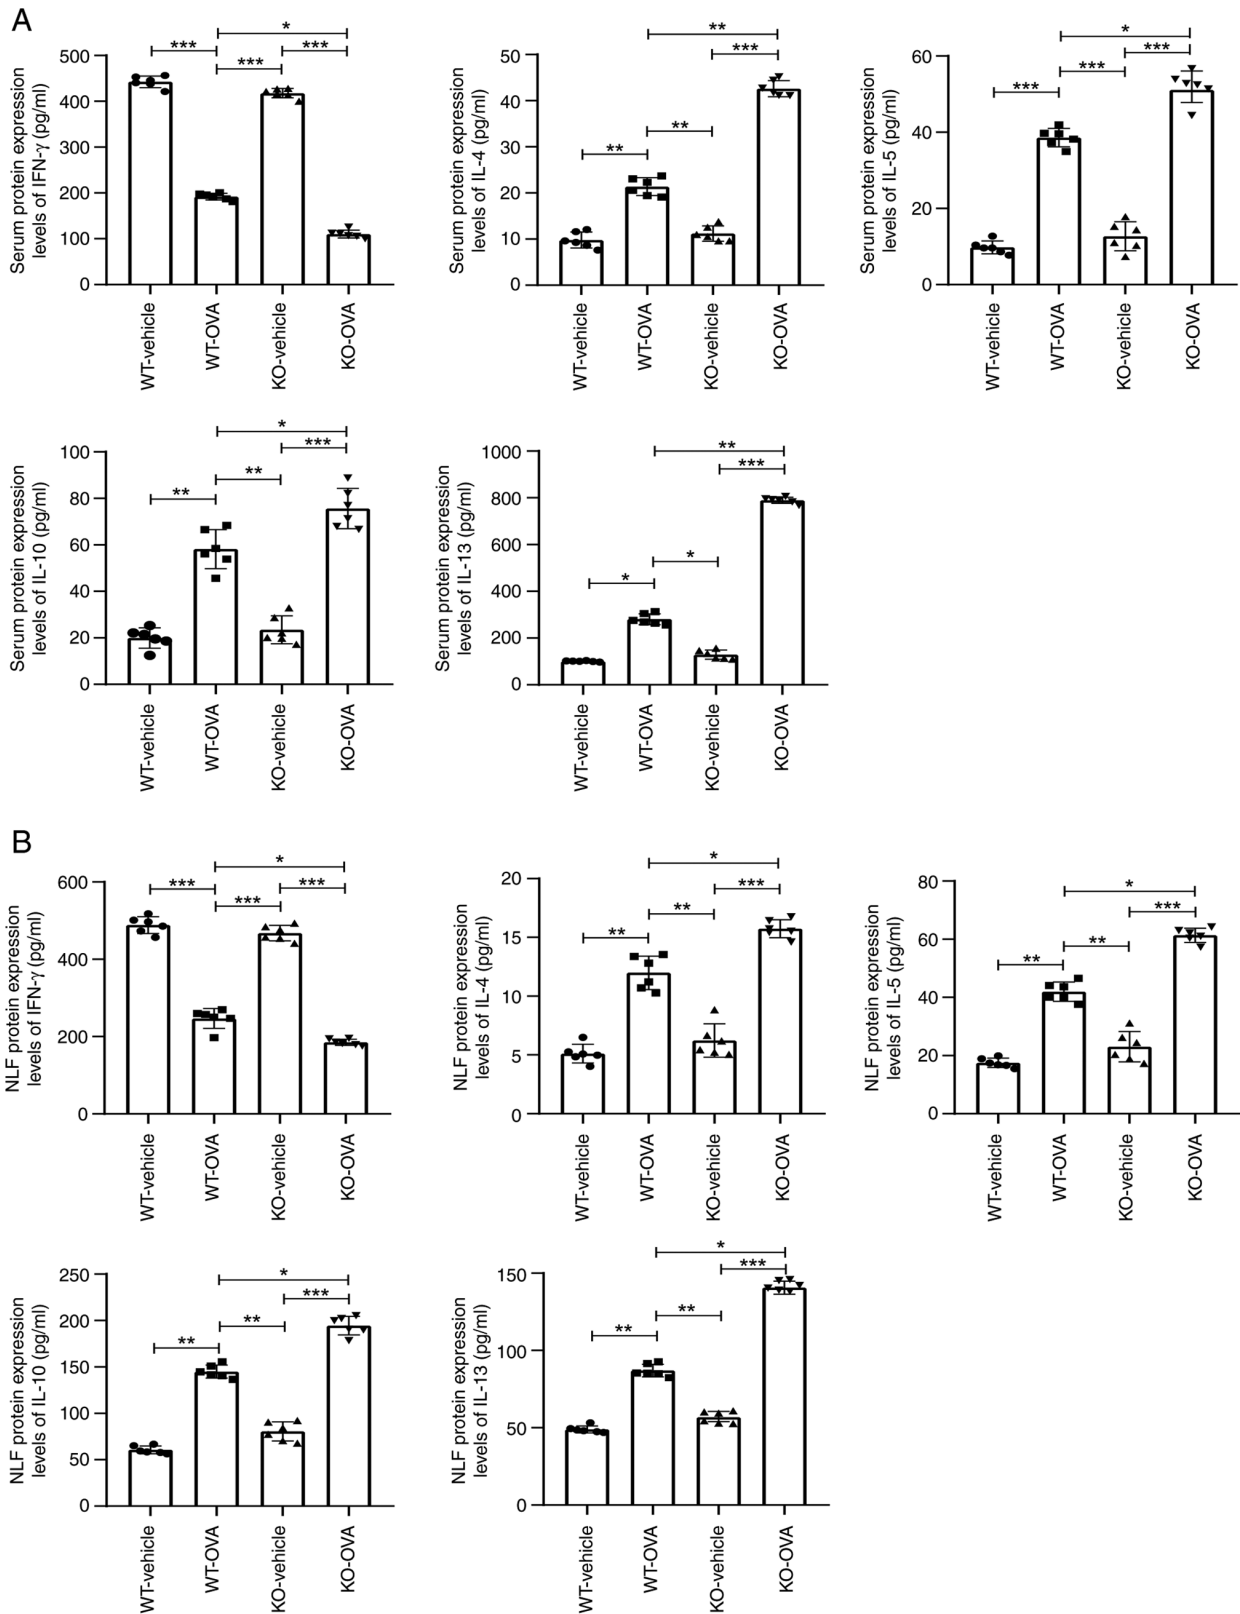 A
Serum protein expression
levels of IFN-γ (pg/ml)
500
400
300
200
100
0
***
*
***
***
WT-vehicle
WT-OVA
KO-vehicle
KO-OVA
Serum protein expression
levels of IL-4 (pg/ml)
50
40
30
20
10
0
**
***
**
**
WT-vehicle
WT-OVA
KO-vehicle
KO-OVA
Serum protein expression
levels of IL-5 (pg/ml)
60
40
20
0
*
***
***
***
WT-vehicle
WT-OVA
KO-vehicle
KO-OVA
Serum protein expression
levels of IL-10 (pg/ml)
100
80
60
40
20
0
*
***
**
**
WT-vehicle
WT-OVA
KO-vehicle
KO-OVA
Serum protein expression
levels of IL-13 (pg/ml)
1000
800
600
400
200
0
**
***
*
*
WT-vehicle
WT-OVA
KO-vehicle
KO-OVA
B
NLF protein expression
levels of IFN-γ (pg/ml)
600
400
200
0
*
***
***
***
WT-vehicle
WT-OVA
KO-vehicle
KO-OVA
NLF protein expression
levels of IL-4 (pg/ml)
20
15
10
5
0
*
***
**
**
WT-vehicle
WT-OVA
KO-vehicle
KO-OVA
NLF protein expression
levels of IL-5 (pg/ml)
80
60
40
20
0
*
***
**
**
WT-vehicle
WT-OVA
KO-vehicle
KO-OVA
NLF protein expression
levels of IL-10 (pg/ml)
250
200
150
100
50
0
*
***
**
**
WT-vehicle
WT-OVA
KO-vehicle
KO-OVA
NLF protein expression
levels of IL-13 (pg/ml)
150
100
50
0
*
***
**
**
WT-vehicle
WT-OVA
KO-vehicle
KO-OVA